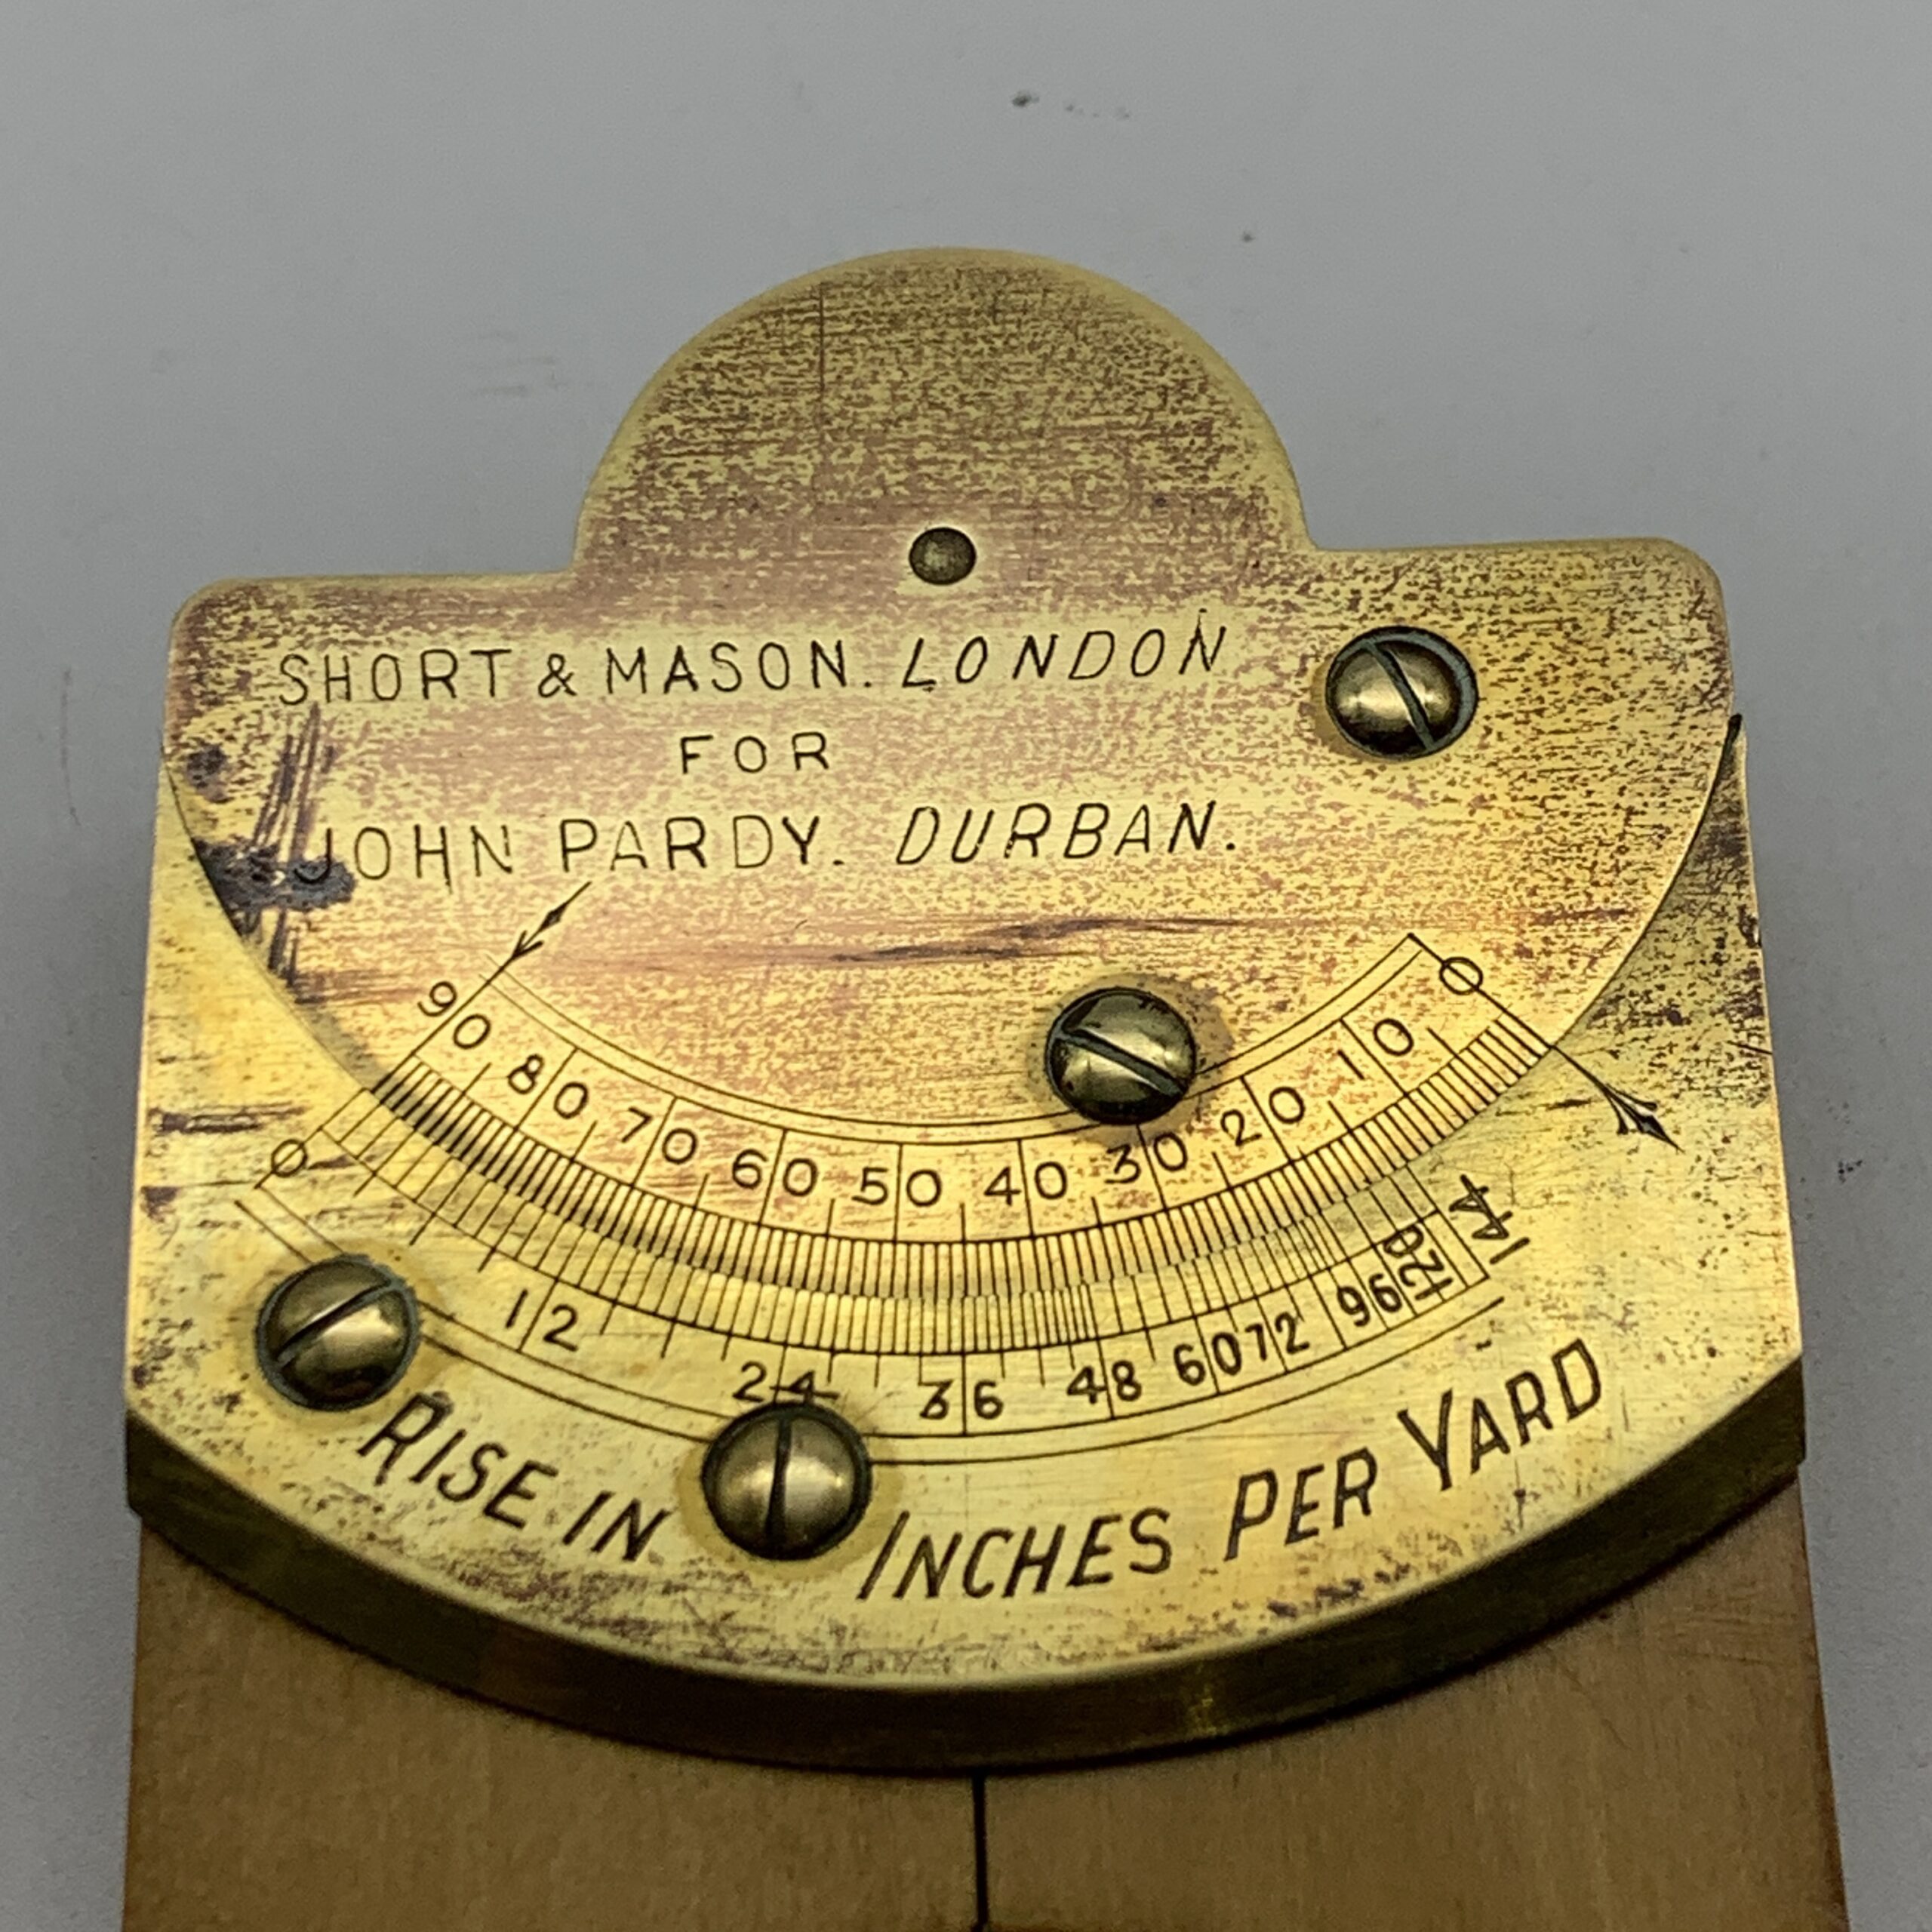 SHORT & MASON. LONDON
FOR
JOHN PARDY. DURBAN.
90 80 70 60 50 40 30 20 10 0
0 12 24 36 48 60 72 96 120 144
RISE IN INCHES PER YARD